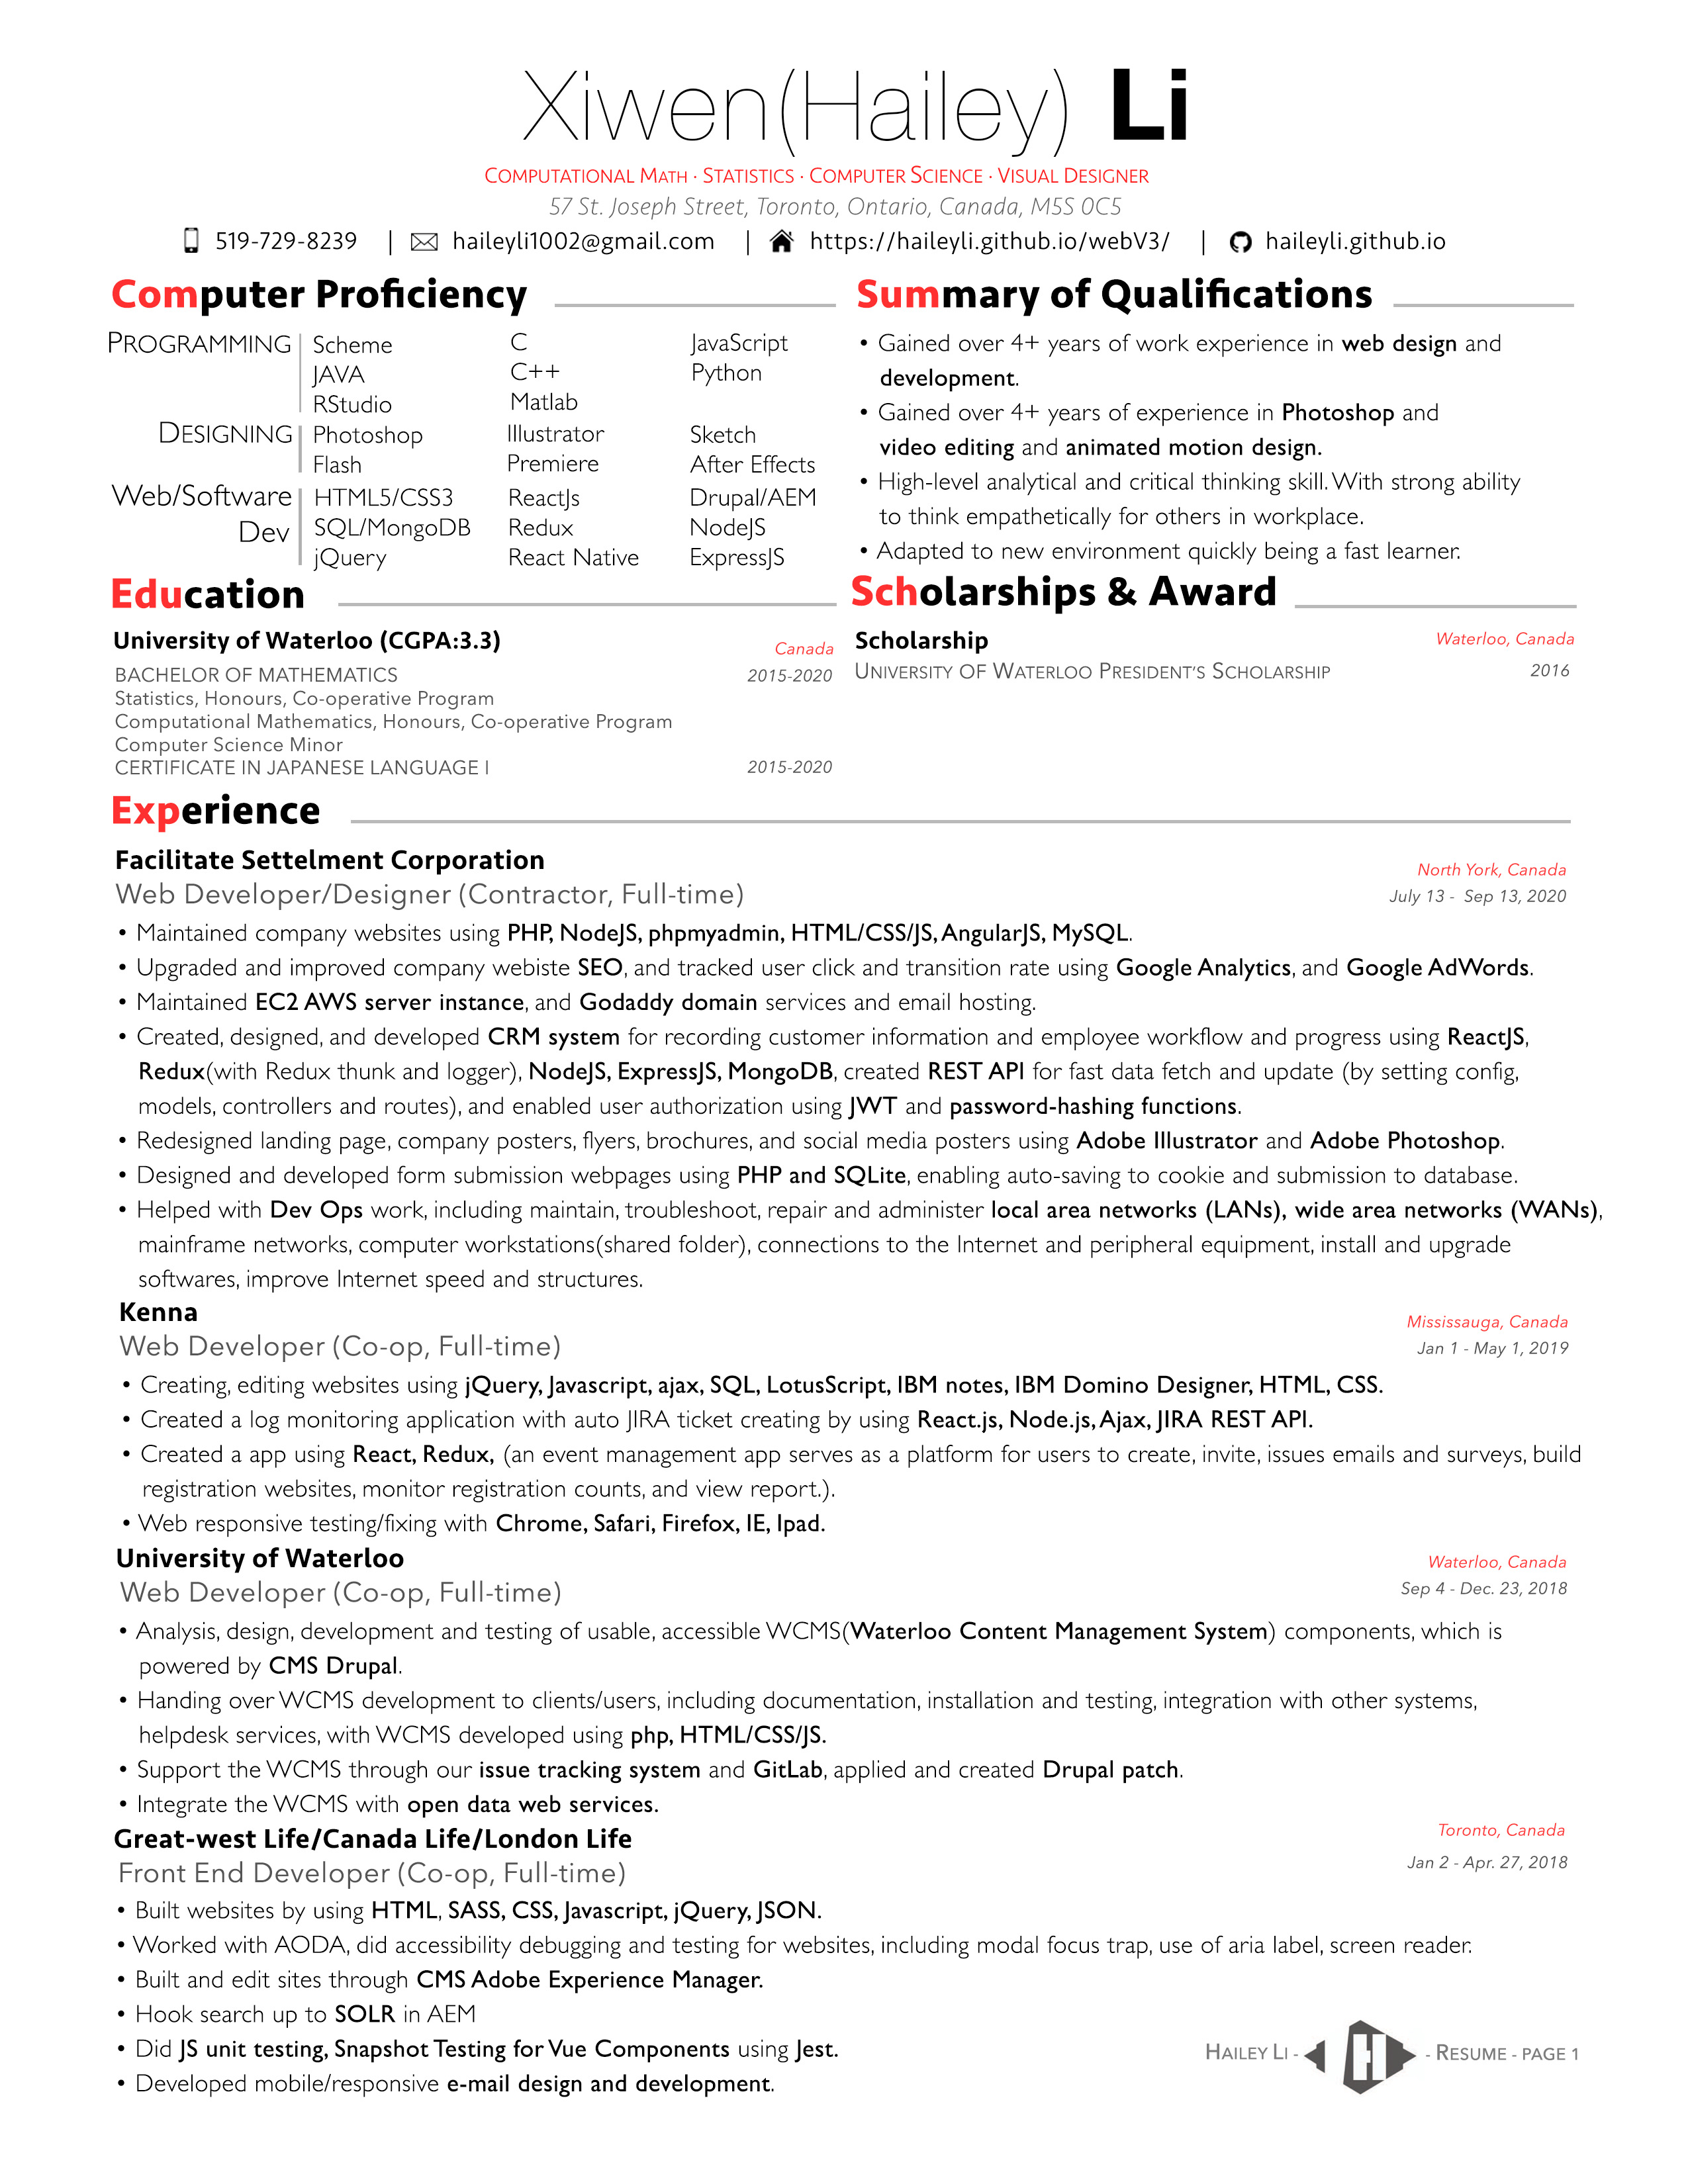 Xiwen(Hailey) Li
Computational Math · Statistics · Computer Science · Visual Designer
57 St. Joseph Street, Toronto, Ontario, Canada, M5S 0C5
519-729-8239 | haileyli1002@gmail.com | https://haileyli.github.io/webV3/ | haileyli.github.io
Computer Proficiency
Programming
Scheme C JavaScript
JAVA C++ Python
RStudio Matlab
Designing
Photoshop Illustrator Sketch
Flash Premiere After Effects
Web/Software Dev
HTML5/CSS3 ReactJs Drupal/AEM
SQL/MongoDB Redux NodeJS
jQuery React Native ExpressJS
Summary of Qualifications
• Gained over 4+ years of work experience in web design and
development.
• Gained over 4+ years of experience in Photoshop and
video editing and animated motion design.
• High-level analytical and critical thinking skill. With strong ability
to think empathetically for others in workplace.
• Adapted to new environment quickly being a fast learner.
Education
University of Waterloo (CGPA:3.3) Canada
BACHELOR OF MATHEMATICS 2015-2020
Statistics, Honours, Co-operative Program
Computational Mathematics, Honours, Co-operative Program
Computer Science Minor
CERTIFICATE IN JAPANESE LANGUAGE I 2015-2020
Scholarships & Award
Scholarship Waterloo, Canada
University Of Waterloo President's Scholarship 2016
Experience
Facilitate Settelment Corporation North York, Canada
Web Developer/Designer (Contractor, Full-time) July 13 - Sep 13, 2020
• Maintained company websites using PHP, NodeJS, phpmyadmin, HTML/CSS/JS, AngularJS, MySQL.
• Upgraded and improved company webiste SEO, and tracked user click and transition rate using Google Analytics, and Google AdWords.
• Maintained EC2 AWS server instance, and Godaddy domain services and email hosting.
• Created, designed, and developed CRM system for recording customer information and employee workflow and progress using ReactJS,
Redux(with Redux thunk and logger), NodeJS, ExpressJS, MongoDB, created REST API for fast data fetch and update (by setting config,
models, controllers and routes), and enabled user authorization using JWT and password-hashing functions.
• Redesigned landing page, company posters, flyers, brochures, and social media posters using Adobe Illustrator and Adobe Photoshop.
• Designed and developed form submission webpages using PHP and SQLite, enabling auto-saving to cookie and submission to database.
• Helped with Dev Ops work, including maintain, troubleshoot, repair and administer local area networks (LANs), wide area networks (WANs),
mainframe networks, computer workstations(shared folder), connections to the Internet and peripheral equipment, install and upgrade
softwares, improve Internet speed and structures.
Kenna Mississauga, Canada
Web Developer (Co-op, Full-time) Jan 1 - May 1, 2019
• Creating, editing websites using jQuery, Javascript, ajax, SQL, LotusScript, IBM notes, IBM Domino Designer, HTML, CSS.
• Created a log monitoring application with auto JIRA ticket creating by using React.js, Node.js, Ajax, JIRA REST API.
• Created a app using React, Redux, (an event management app serves as a platform for users to create, invite, issues emails and surveys, build
registration websites, monitor registration counts, and view report.).
• Web responsive testing/fixing with Chrome, Safari, Firefox, IE, Ipad.
University of Waterloo Waterloo, Canada
Web Developer (Co-op, Full-time) Sep 4 - Dec. 23, 2018
• Analysis, design, development and testing of usable, accessible WCMS(Waterloo Content Management System) components, which is
powered by CMS Drupal.
• Handing over WCMS development to clients/users, including documentation, installation and testing, integration with other systems,
helpdesk services, with WCMS developed using php, HTML/CSS/JS.
• Support the WCMS through our issue tracking system and GitLab, applied and created Drupal patch.
• Integrate the WCMS with open data web services.
Great-west Life/Canada Life/London Life Toronto, Canada
Front End Developer (Co-op, Full-time) Jan 2 - Apr. 27, 2018
• Built websites by using HTML, SASS, CSS, Javascript, jQuery, JSON.
• Worked with AODA, did accessibility debugging and testing for websites, including modal focus trap, use of aria label, screen reader.
• Built and edit sites through CMS Adobe Experience Manager.
• Hook search up to SOLR in AEM
• Did JS unit testing, Snapshot Testing for Vue Components using Jest.
• Developed mobile/responsive e-mail design and development.
Hailey Li - H - Resume - page 1